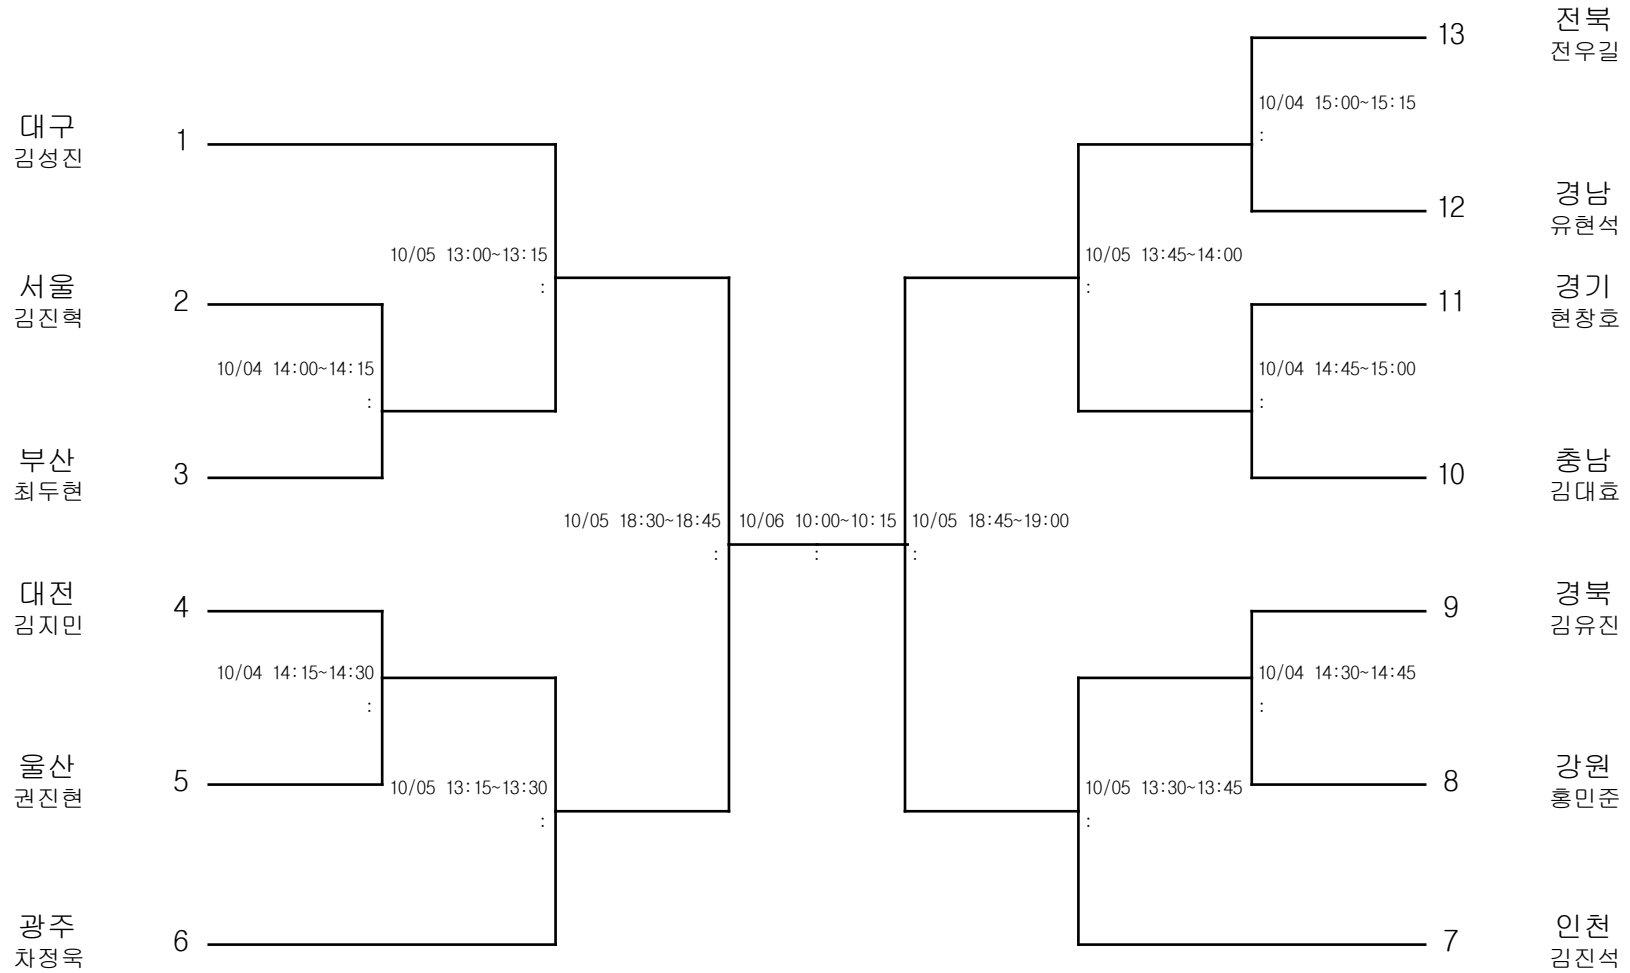 전북
13
전우길
10/04 15:00~15:15
:
대구
1
김성진
경남
12
유현석
10/05 13:00~13:15
:
10/05 13:45~14:00
:
서울
2
김진혁
경기
11
현창호
10/04 14:00~14:15
:
10/04 14:45~15:00
:
부산
3
최두현
충남
10
김대효
10/05 18:30~18:45
:
10/06 10:00~10:15
:
10/05 18:45~19:00
:
대전
4
김지민
경북
9
김유진
10/04 14:15~14:30
:
10/04 14:30~14:45
:
울산
5
권진현
강원
8
홍민준
10/05 13:15~13:30
:
10/05 13:30~13:45
:
광주
6
차정욱
인천
7
김진석